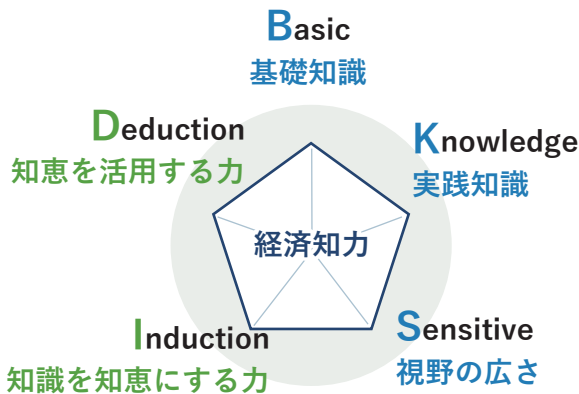 Basic
基礎知識
Deduction
知恵を活用する力
Knowledge
実践知識
経済知力
Induction
知識を知恵にする力
Sensitive
視野の広さ